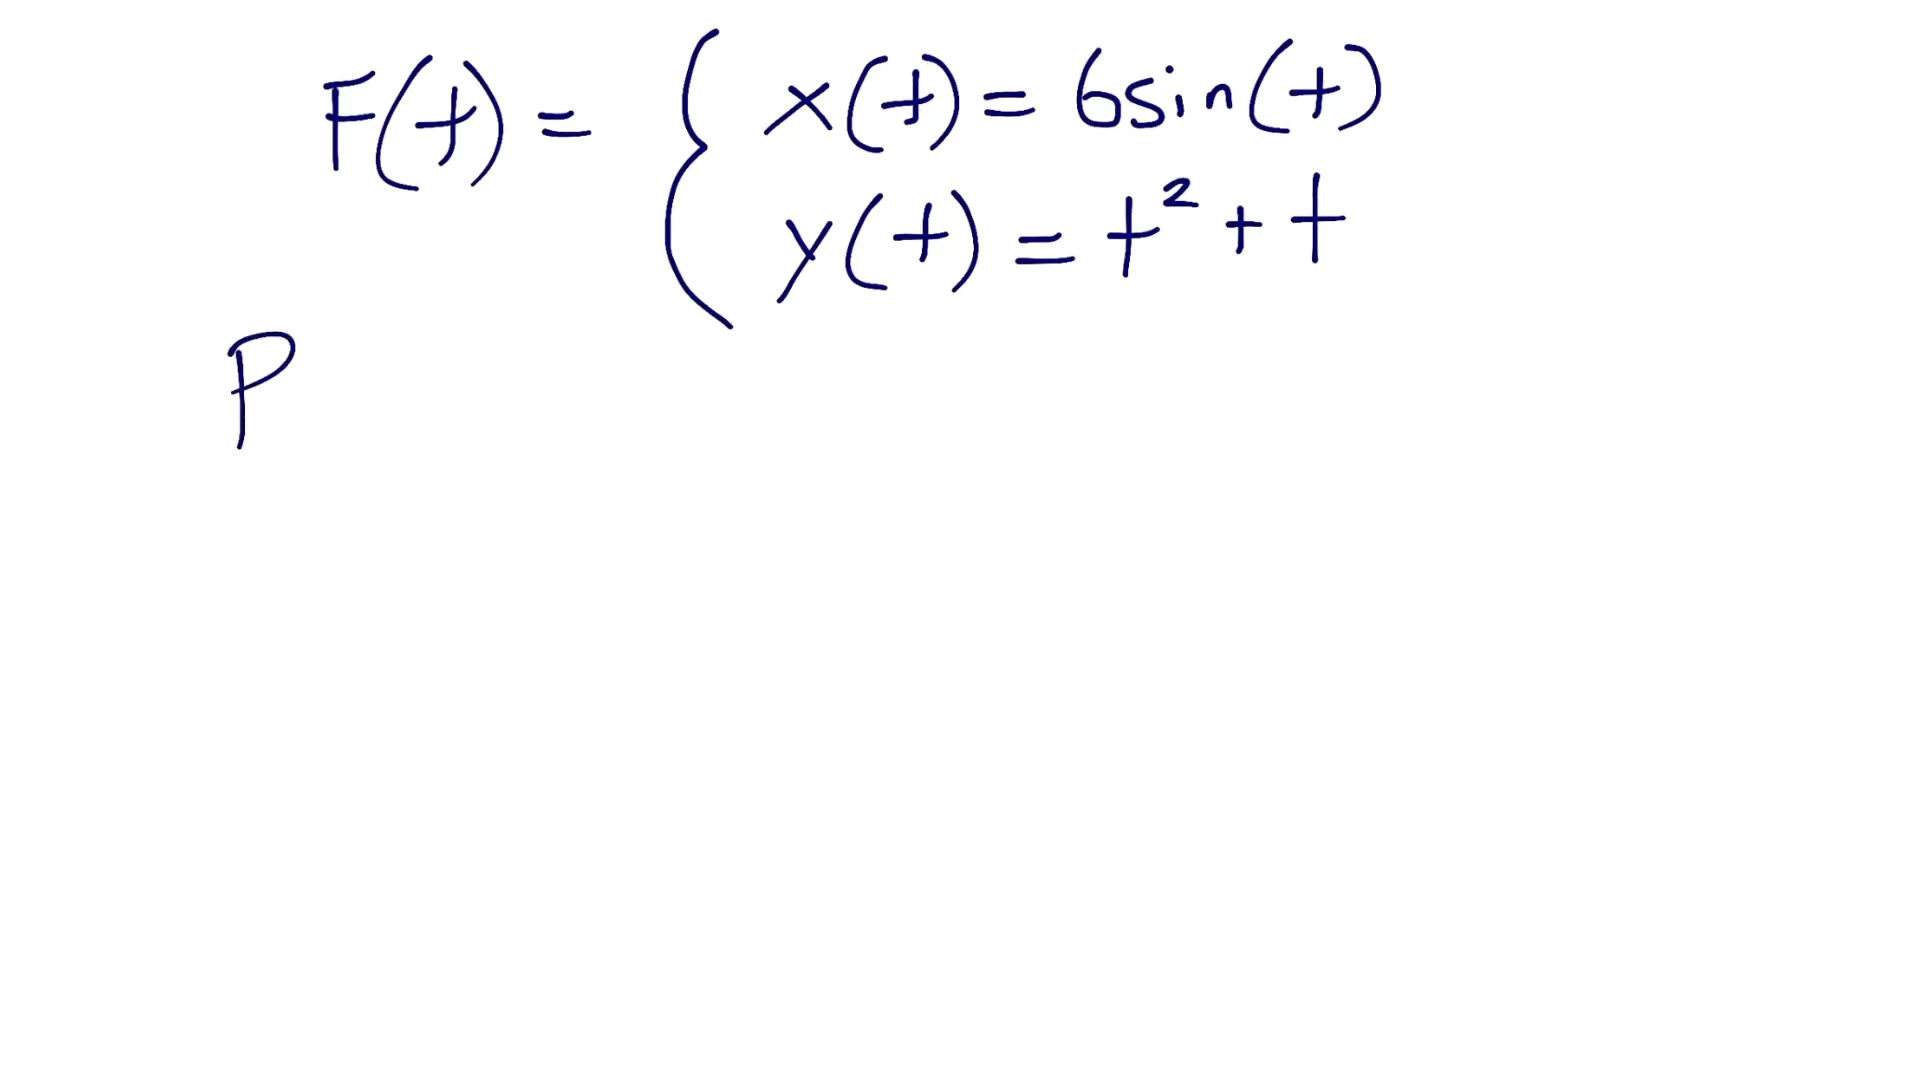 F(t) = { x(t) = 6sin(t)
y(t) = t² + t
P